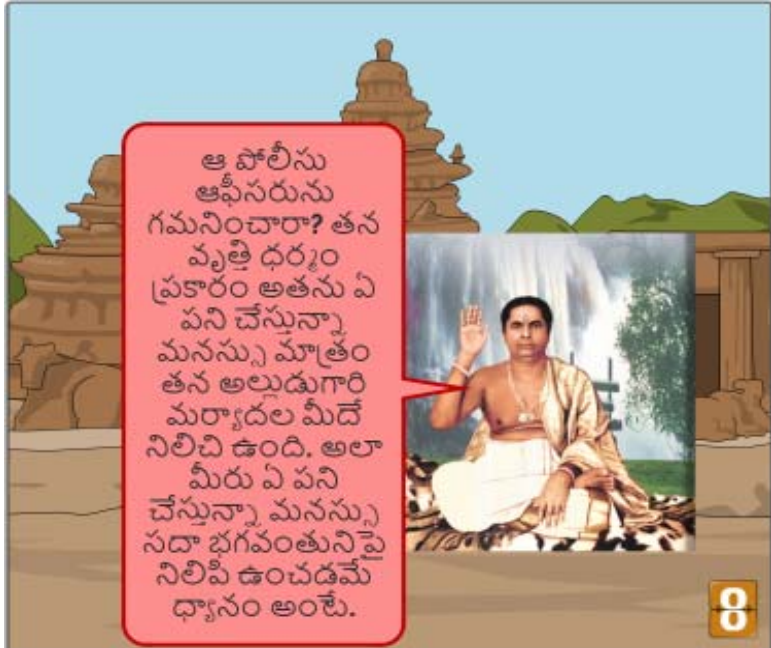 ఆ పోలీసు
ఆఫీసరును
గమనించారా? తన
వృత్తి ధర్మం
ప్రకారం అతను ఏ
పని చేస్తున్నా
మనస్సు మాత్రం
తన అల్లుడుగారి
మర్యాదల మీదే
నిలిచి ఉంది. అలా
మీరు ఏ పని
చేస్తున్నా మనస్సు
సదా భగవంతునిపై
నిలిపి ఉంచడమే
ధ్యానం అంటే.
8